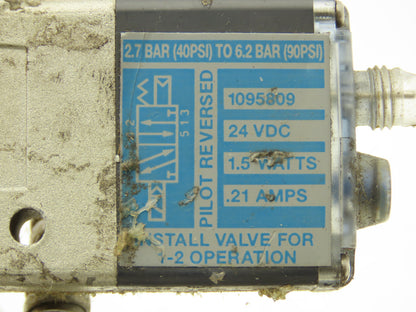 2.7 BAR (40PSI) TO 6.2 BAR (90PSI)
2
5 1 3
PILOT REVERSED
1095809
24 VDC
1.5 WATTS
.21 AMPS
INSTALL VALVE FOR
1-2 OPERATION